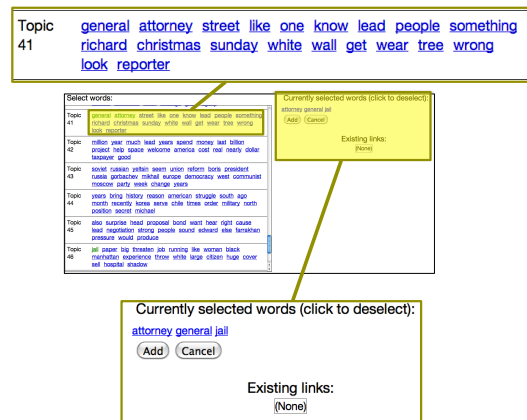 Topic 41 general attorney street like one know lead people something
richard christmas sunday white wall get wear tree wrong
look reporter
Select words:
Topic 41 general attorney street like one know lead people something
richard christmas sunday white wall get wear tree wrong
look reporter
Topic 42 million year much lead years spend money last billion
project help space welcome america cost real nearly dollar
taxpayer good
Topic 43 soviet russian yeltsin seem union reform boris president
russia gorbachev mikhail europe democracy west communist
moscow party week change years
Topic 44 years bring history reason american struggle south ago
month recently korea serve chile times order military north
position secret michael
Topic 45 also surprise head proposal bond want hear right cause
lead negotiation strong people sound edward else farrakhan
pressure would produce
Topic 46 jail paper big threaten job running like woman black
manhattan experience throw white large citizen huge cover
sell hospital shadow
Currently selected words (click to deselect):
attorney general jail
Add Cancel
Existing links:
(None)
Currently selected words (click to deselect):
attorney general jail
Add Cancel
Existing links:
(None)